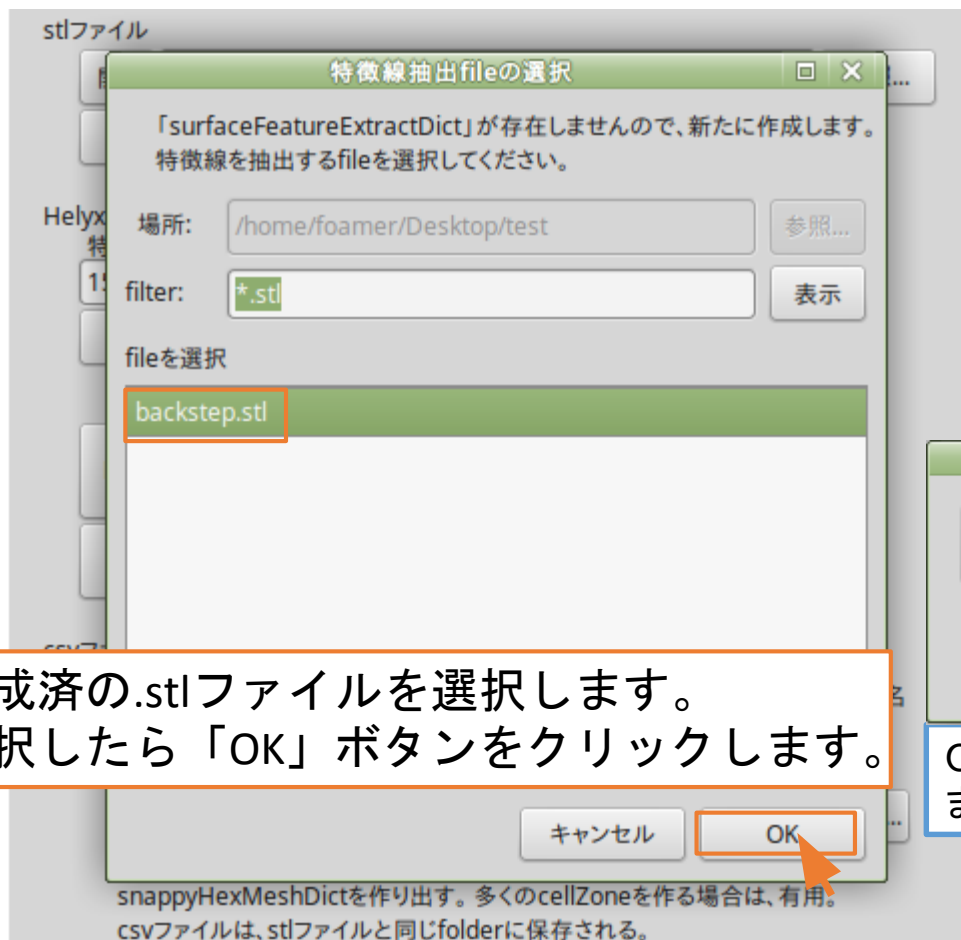 stlファイル
特徴線抽出fileの選択
「surfaceFeatureExtractDict」が存在しませんので、新たに作成します。
特徴線を抽出するfileを選択してください。
Helyx
場所:
/home/foamer/Desktop/test
参照...
特
15
filter:
*.stl
表示
fileを選択
backstep.stl
成済の.stlファイルを選択します。
択したら「OK」ボタンをクリックします。
名
キャンセル
OK
...
snappyHexMeshDictを作り出す。多くのcellZoneを作る場合は、有用。
csvファイルは、stlファイルと同じfolderに保存される。